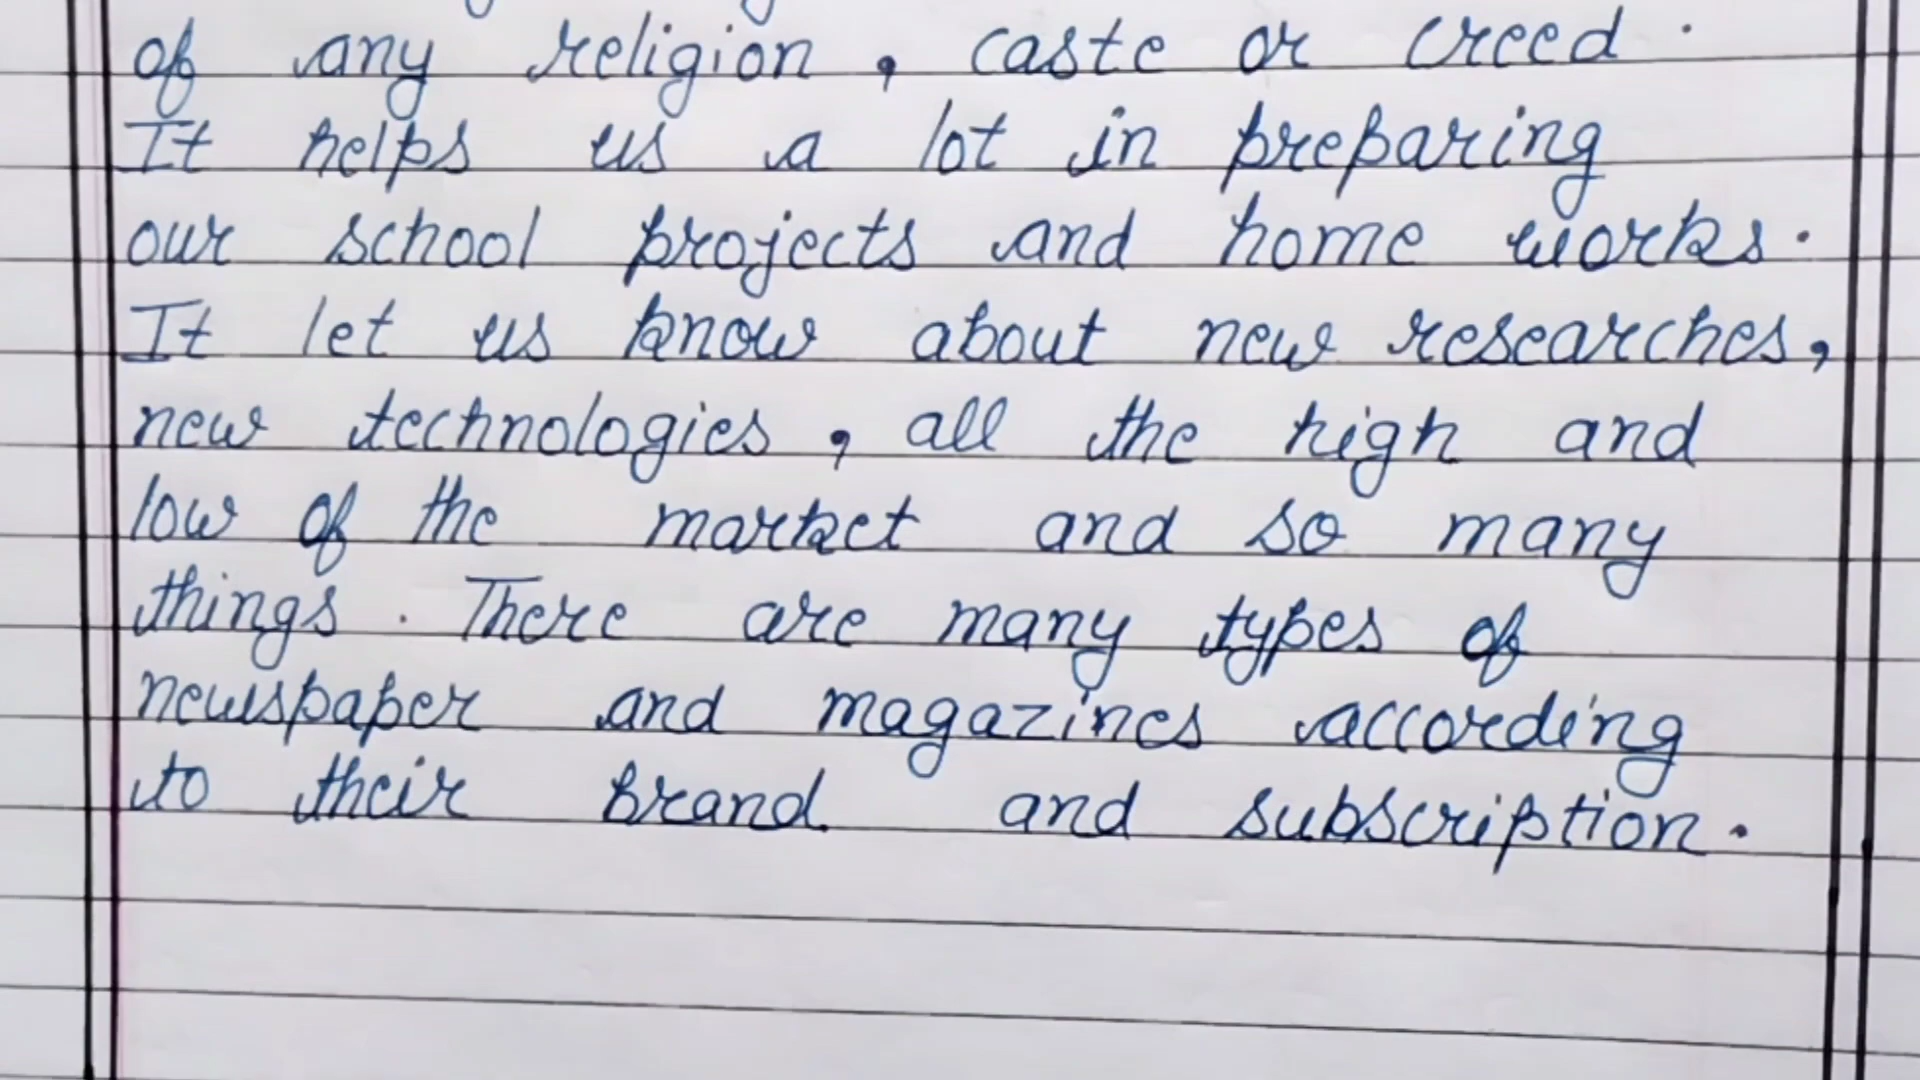 of any religion, caste or creed.
It helps us a lot in preparing
our school projects and home works.
It let us know about new researches,
new technologies, all the high and
low of the market and so many
things. There are many types of
newspaper and magazines according
to their brand and subscription.